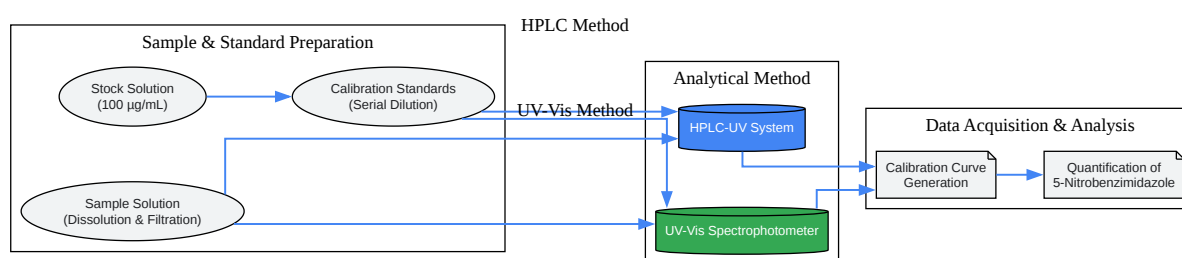 HPLC Method
Sample & Standard Preparation
Stock Solution
(100 µg/mL)
Calibration Standards
(Serial Dilution)
Sample Solution
(Dissolution & Filtration)
UV-Vis Method
Analytical Method
HPLC-UV System
UV-Vis Spectrophotometer
Data Acquisition & Analysis
Calibration Curve
Generation
Quantification of
5-Nitrobenzimidazole